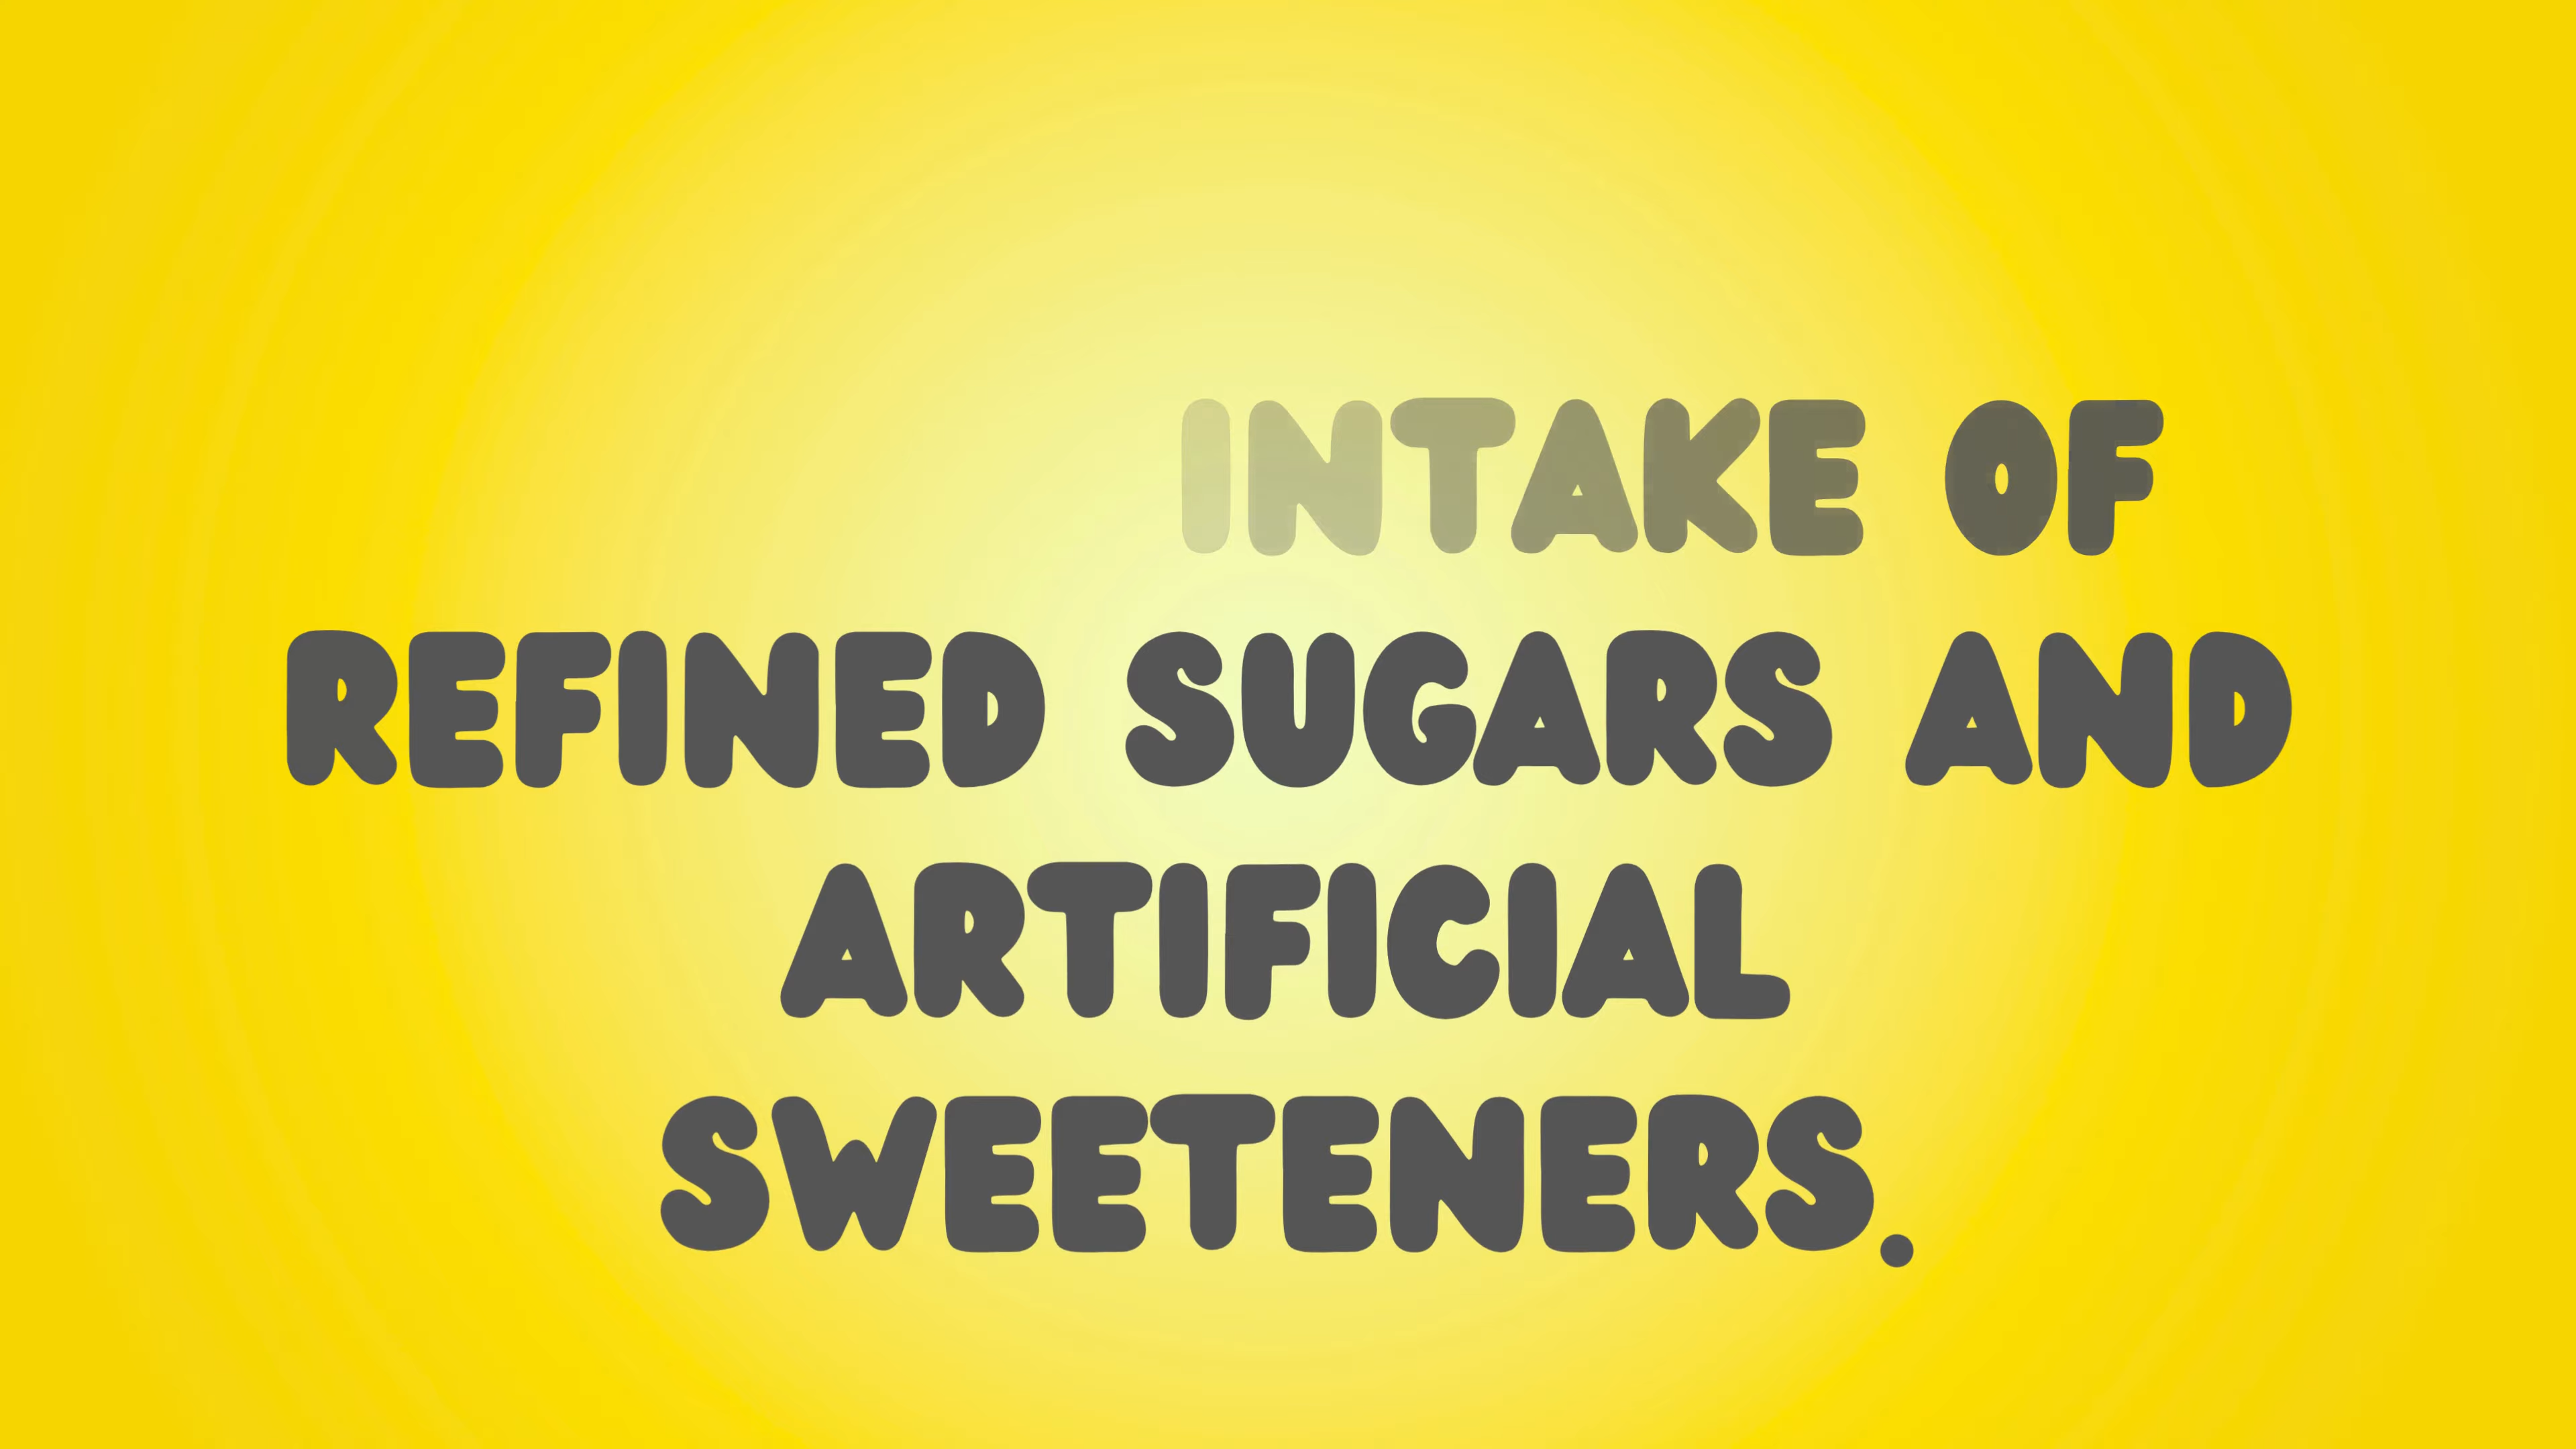 INTAKE OF
REFINED SUGARS AND
ARTIFICIAL
SWEETENERS.